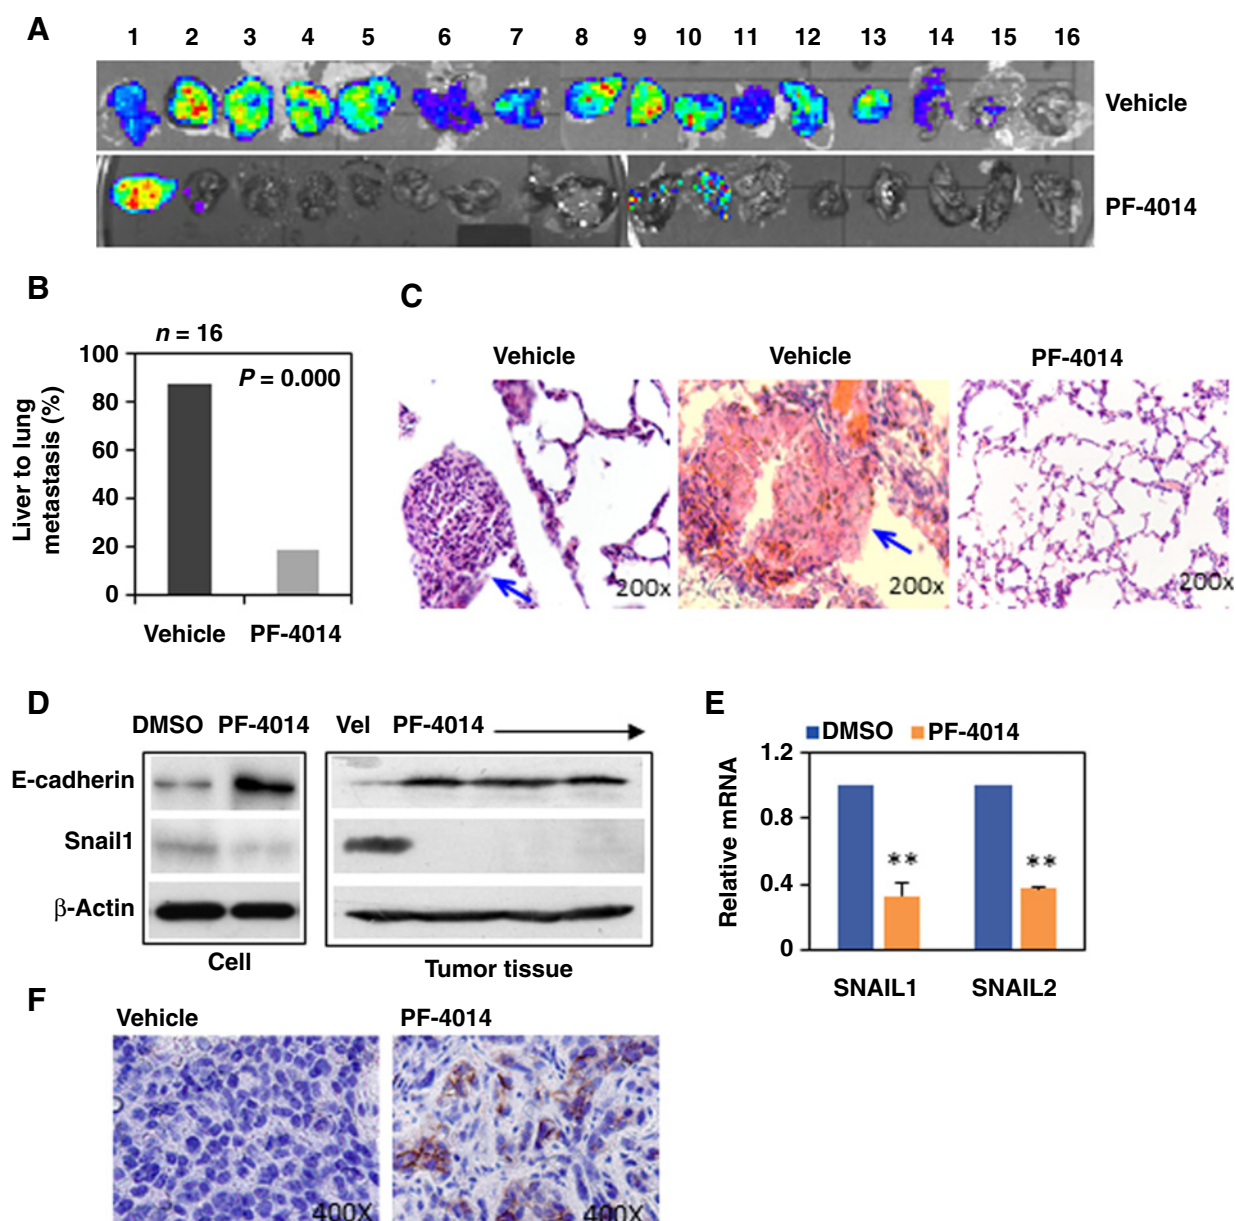 A
1 2 3 4 5 6 7 8 9 10 11 12 13 14 15 16
Vehicle
PF-4014
B
n = 16
P = 0.000
100
80
60
40
20
0
Liver to lung
metastasis (%)
Vehicle PF-4014
C
Vehicle Vehicle PF-4014
200x 200x 200x
D
DMSO PF-4014 Vel PF-4014
E-cadherin
Snail1
β-Actin
Cell
Tumor tissue
E
DMSO PF-4014
1.2
0.8
0.4
0
Relative mRNA
** **
SNAIL1 SNAIL2
F
Vehicle PF-4014
400X 400X